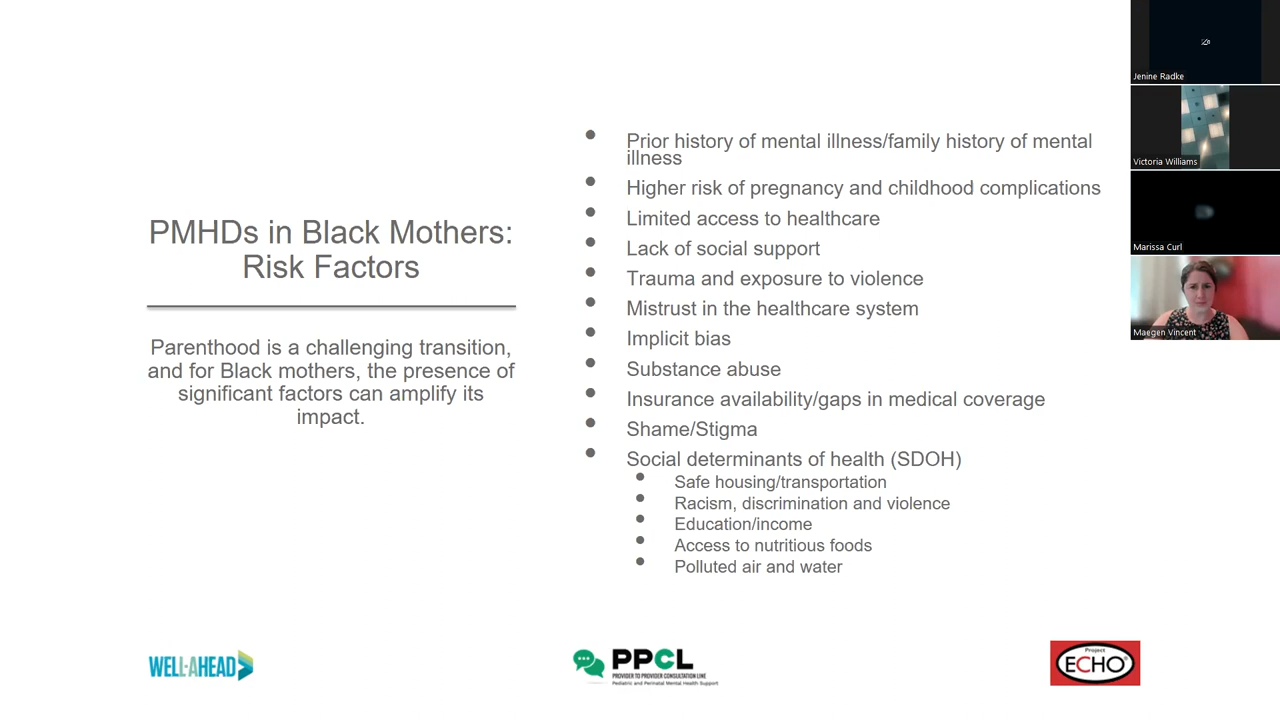 PMHDs in Black Mothers:
Risk Factors
Parenthood is a challenging transition,
and for Black mothers, the presence of
significant factors can amplify its
impact.
Prior history of mental illness/family history of mental
illness
Higher risk of pregnancy and childhood complications
Limited access to healthcare
Lack of social support
Trauma and exposure to violence
Mistrust in the healthcare system
Implicit bias
Substance abuse
Insurance availability/gaps in medical coverage
Shame/Stigma
Social determinants of health (SDOH)
Safe housing/transportation
Racism, discrimination and violence
Education/income
Access to nutritious foods
Polluted air and water
Jenine Radke
Victoria Williams
Marissa Curl
Maegen Vincent
WELL-AHEAD
PPCL
PROVIDER TO PROVIDER CONSULTATION LINE
Pediatric and Perinatal Mental Health Support
Project
ECHO®